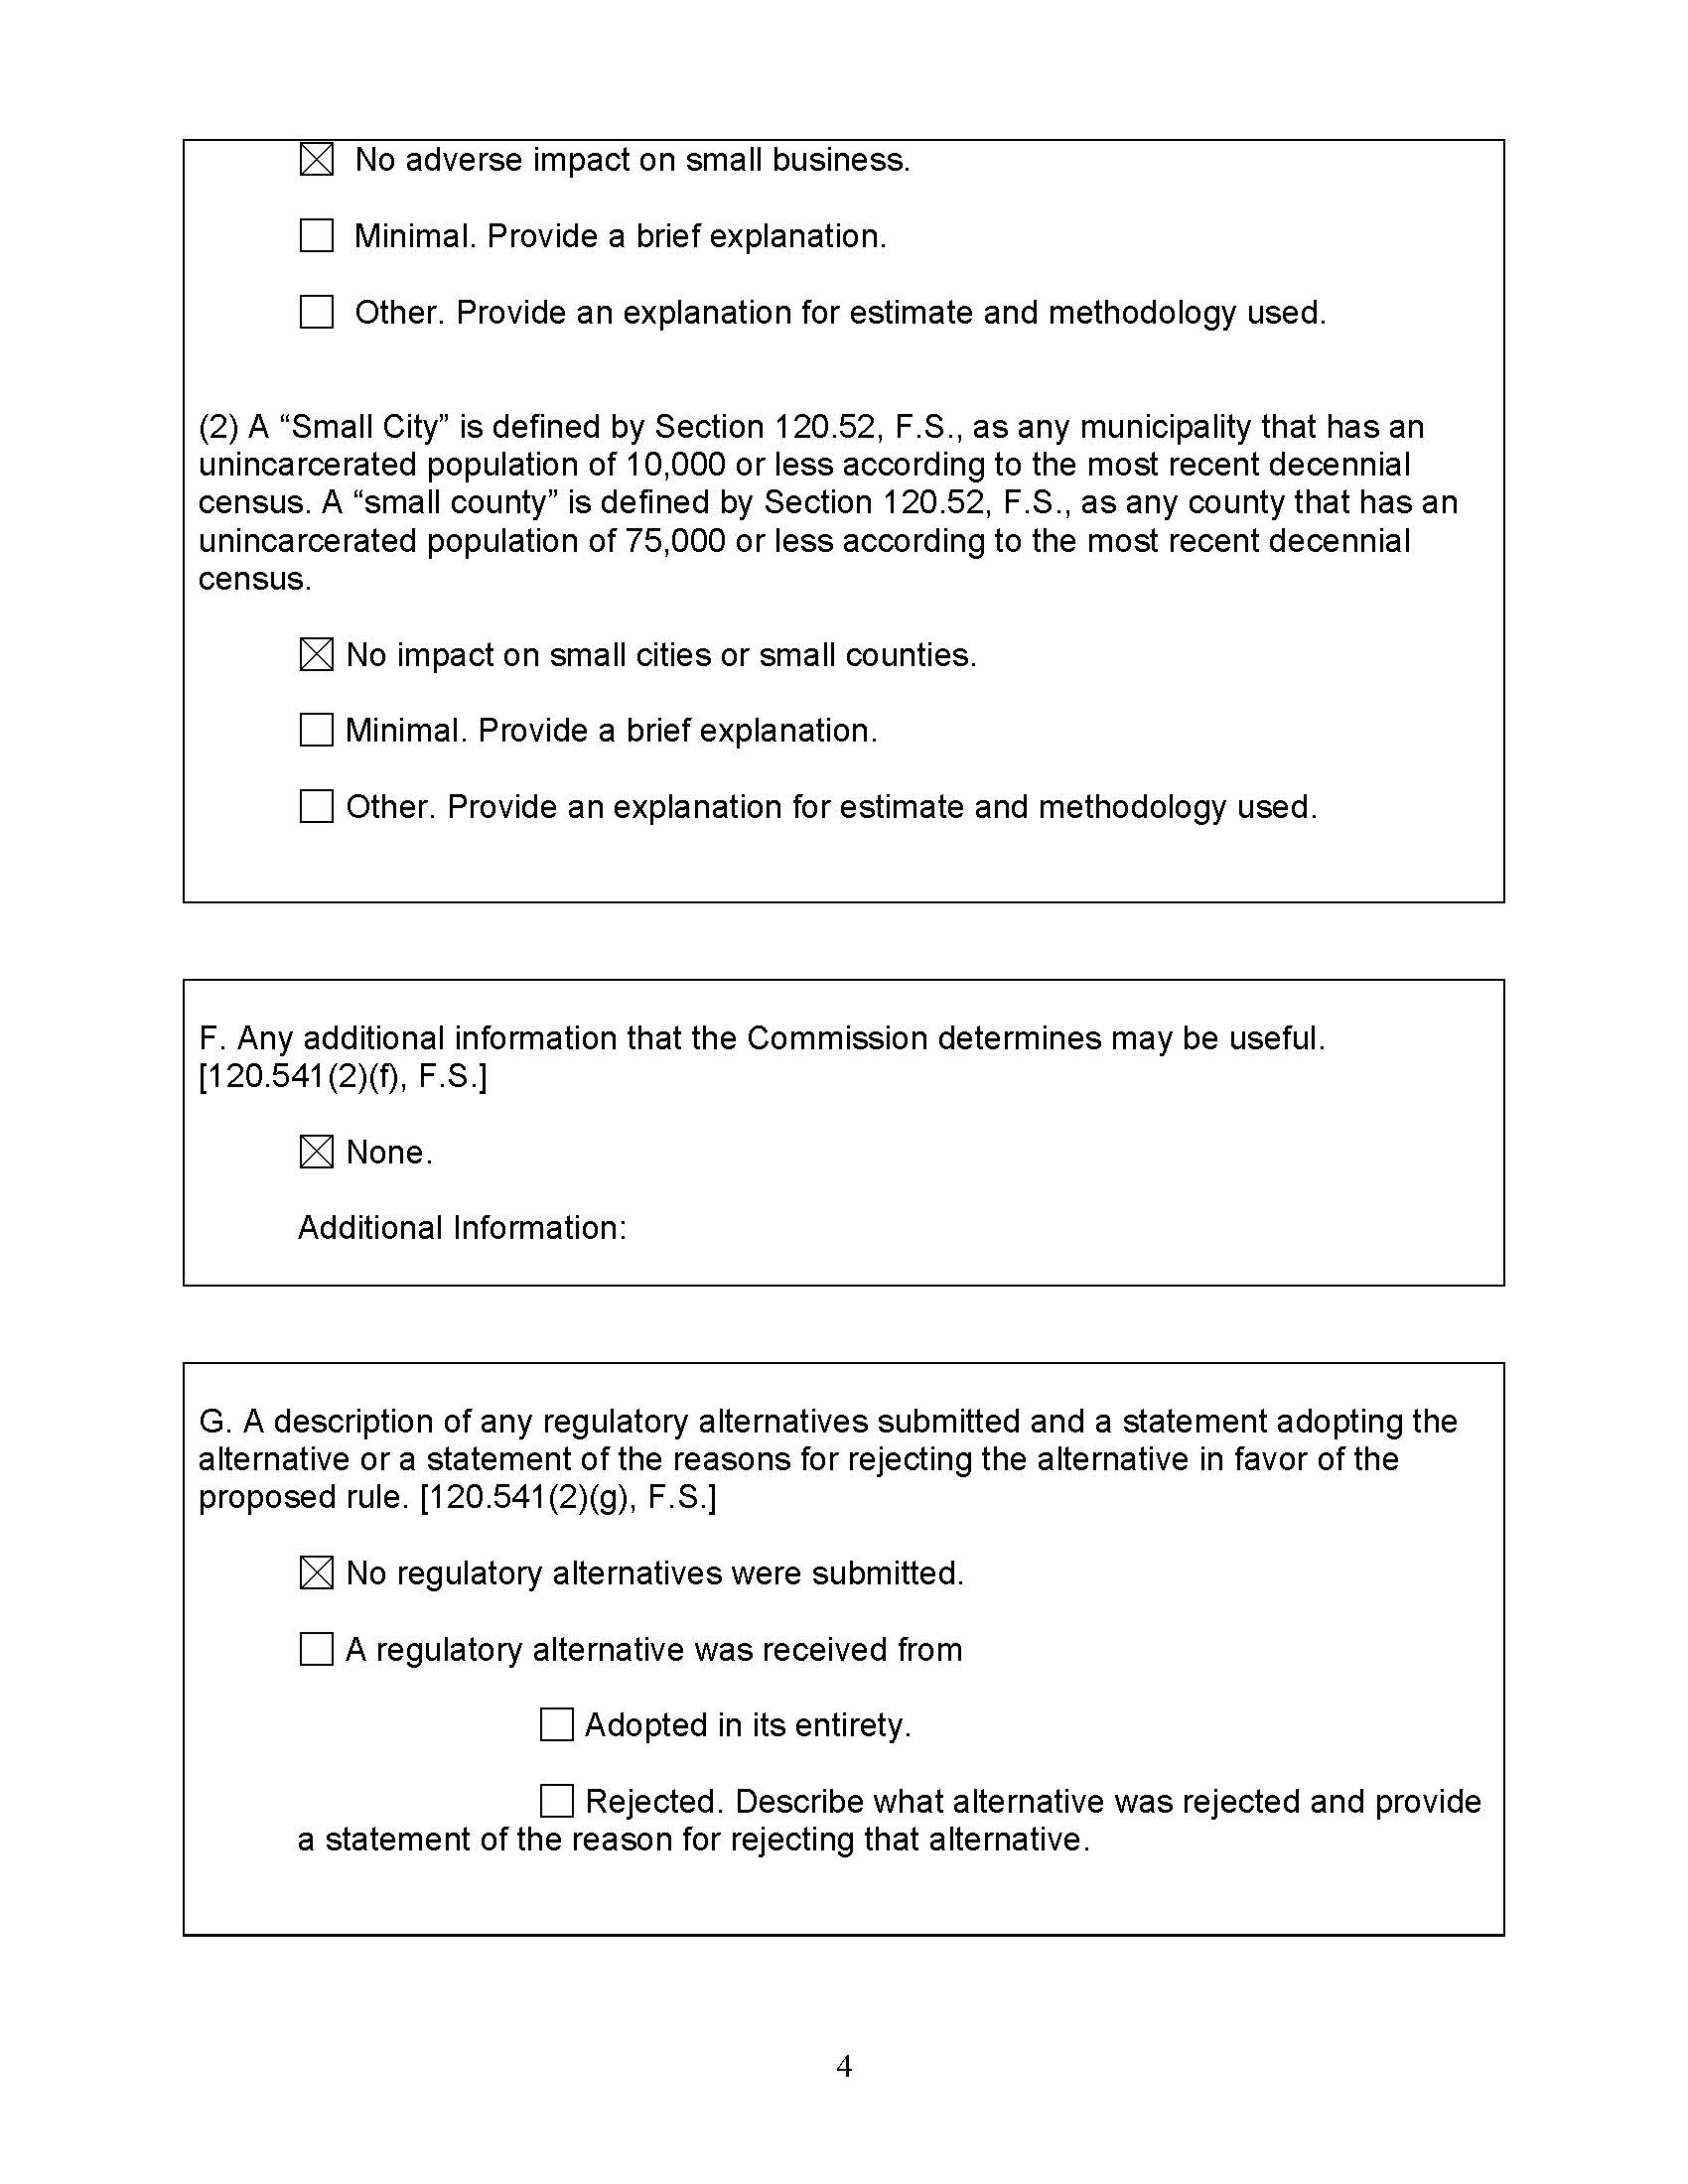 ☒ No adverse impact on small business.
☐ Minimal. Provide a brief explanation.
☐ Other. Provide an explanation for estimate and methodology used.
(2) A “Small City” is defined by Section 120.52, F.S., as any municipality that has an
unincarcerated population of 10,000 or less according to the most recent decennial
census. A “small county” is defined by Section 120.52, F.S., as any county that has an
unincarcerated population of 75,000 or less according to the most recent decennial
census.
☒ No impact on small cities or small counties.
☐ Minimal. Provide a brief explanation.
☐ Other. Provide an explanation for estimate and methodology used.
F. Any additional information that the Commission determines may be useful.
[120.541(2)(f), F.S.]
☒ None.
Additional Information:
G. A description of any regulatory alternatives submitted and a statement adopting the
alternative or a statement of the reasons for rejecting the alternative in favor of the
proposed rule. [120.541(2)(g), F.S.]
☒ No regulatory alternatives were submitted.
☐ A regulatory alternative was received from
☐ Adopted in its entirety.
☐ Rejected. Describe what alternative was rejected and provide
a statement of the reason for rejecting that alternative.
4